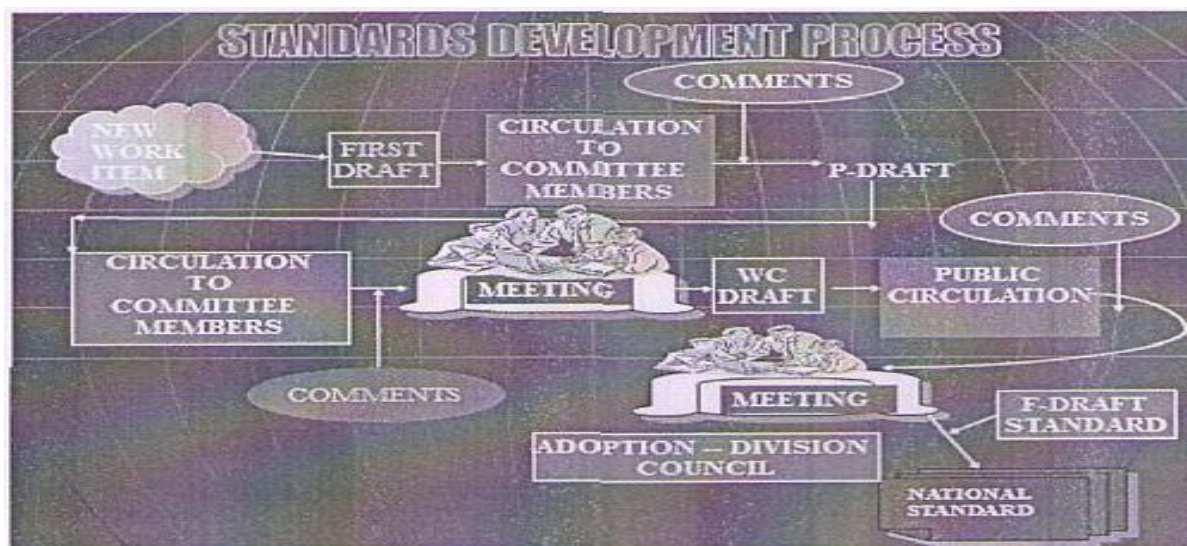 STANDARDS DEVELOPMENT PROCESS
COMMENTS
NEW
WORK
ITEM
FIRST
DRAFT
CIRCULATION
TO
COMMITTEE
MEMBERS
P-DRAFT
COMMENTS
CIRCULATION
TO
COMMITTEE
MEMBERS
MEETING
WC
DRAFT
PUBLIC
CIRCULATION
COMMENTS
MEETING
F-DRAFT
STANDARD
ADOPTION – DIVISION
COUNCIL
NATIONAL
STANDARD